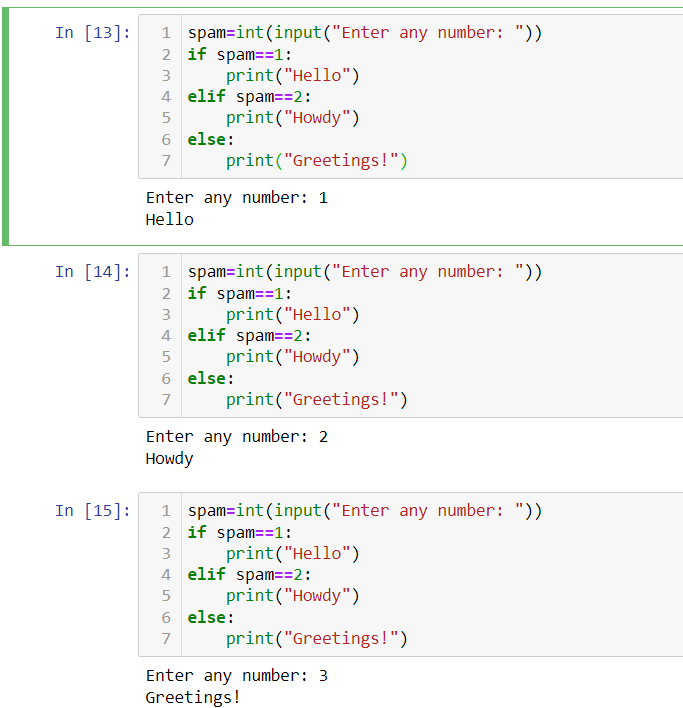 In [13]:
1 spam=int(input("Enter any number: "))
2 if spam==1:
3     print("Hello")
4 elif spam==2:
5     print("Howdy")
6 else:
7     print("Greetings!")
Enter any number: 1
Hello
In [14]:
1 spam=int(input("Enter any number: "))
2 if spam==1:
3     print("Hello")
4 elif spam==2:
5     print("Howdy")
6 else:
7     print("Greetings!")
Enter any number: 2
Howdy
In [15]:
1 spam=int(input("Enter any number: "))
2 if spam==1:
3     print("Hello")
4 elif spam==2:
5     print("Howdy")
6 else:
7     print("Greetings!")
Enter any number: 3
Greetings!